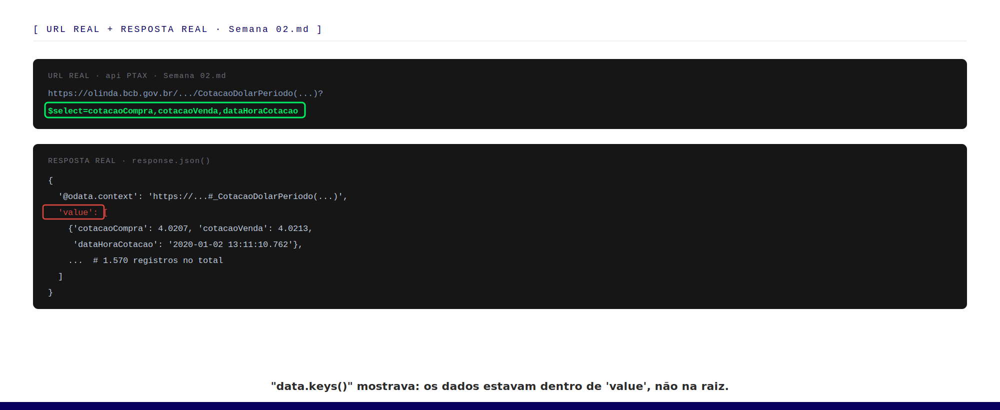 [ URL REAL + RESPOSTA REAL · Semana 02.md ]
URL REAL · api PTAX · Semana 02.md
https://olinda.bcb.gov.br/.../CotacaoDolarPeriodo(...)?
$select=cotacaoCompra,cotacaoVenda,dataHoraCotacao
RESPOSTA REAL · response.json()
{
  '@odata.context': 'https://...#_CotacaoDolarPeriodo(...)',
  'value': [
    {'cotacaoCompra': 4.0207, 'cotacaoVenda': 4.0213,
     'dataHoraCotacao': '2020-01-02 13:11:10.762'},
    ...  # 1.570 registros no total
  ]
}
"data.keys()" mostrava: os dados estavam dentro de 'value', não na raiz.